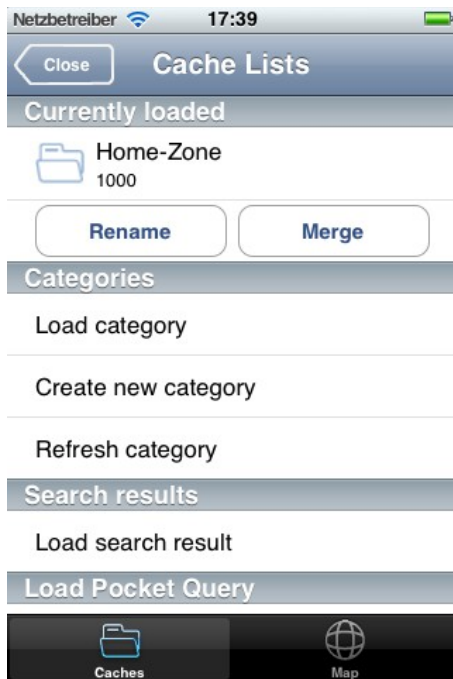 Netzbetreiber 17:39
Close Cache Lists
Currently loaded
Home-Zone
1000
Rename Merge
Categories
Load category
Create new category
Refresh category
Search results
Load search result
Load Pocket Query
Caches Map